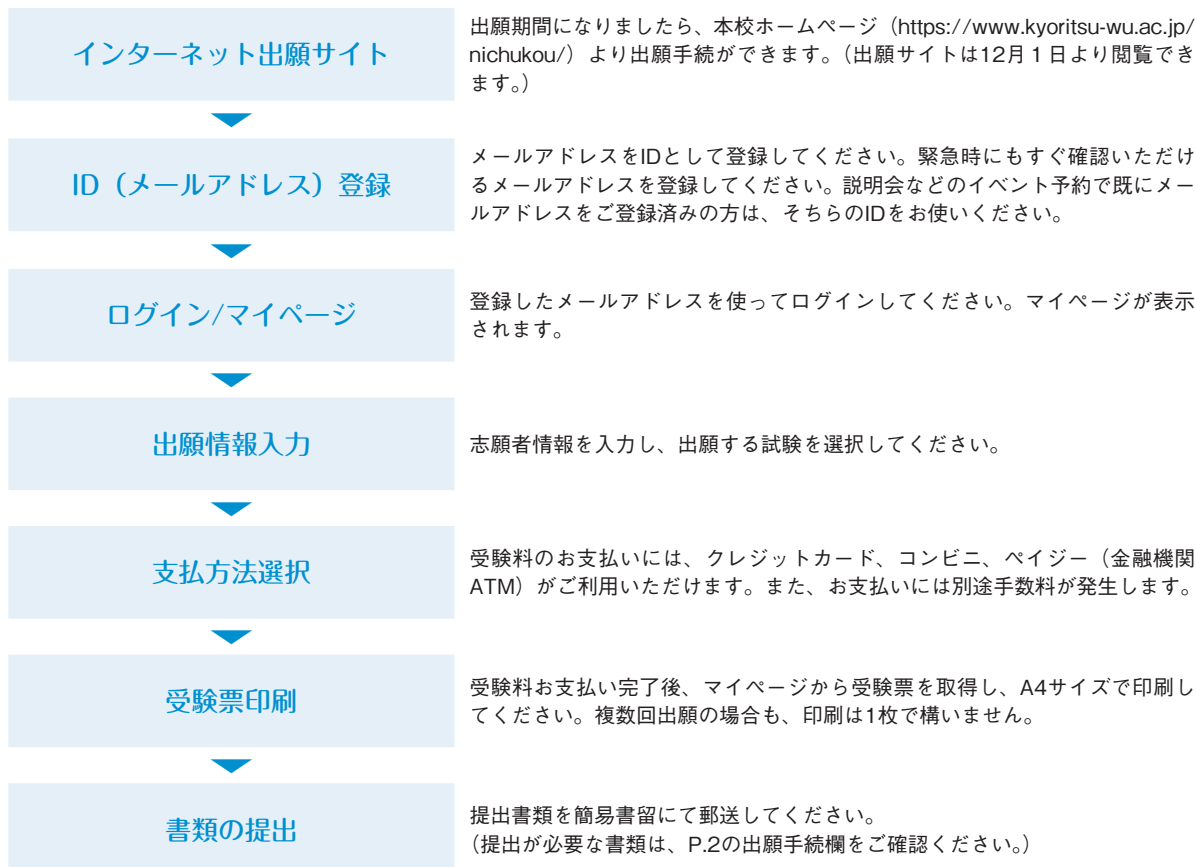 インターネット出願サイト
出願期間になりましたら、本校ホームページ（https://www.kyoritsu-wu.ac.jp/
nichukou/）より出願手続ができます。（出願サイトは12月１日より閲覧でき
ます。）
ID（メールアドレス）登録
メールアドレスをIDとして登録してください。緊急時にもすぐ確認いただけ
るメールアドレスを登録してください。説明会などのイベント予約で既にメー
ルアドレスをご登録済みの方は、そちらのIDをお使いください。
ログイン/マイページ
登録したメールアドレスを使ってログインしてください。マイページが表示
されます。
出願情報入力
志願者情報を入力し、出願する試験を選択してください。
支払方法選択
受験料のお支払いには、クレジットカード、コンビニ、ペイジー（金融機関
ATM）がご利用いただけます。また、お支払いには別途手数料が発生します。
受験票印刷
受験料お支払い完了後、マイページから受験票を取得し、A4サイズで印刷し
てください。複数回出願の場合も、印刷は1枚で構いません。
書類の提出
提出書類を簡易書留にて郵送してください。
（提出が必要な書類は、P.2の出願手続欄をご確認ください。）